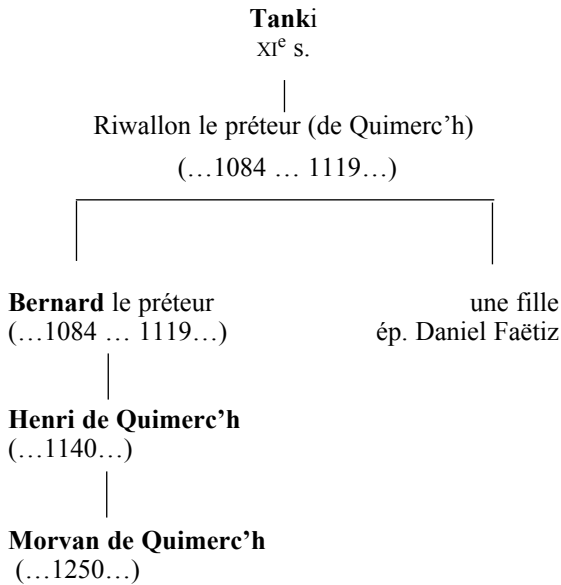 Tanki
XIe s.
Riwallon le préteur (de Quimerc’h)
(…1084 … 1119…)
Bernard le préteur
(…1084 … 1119…)
une fille
ép. Daniel Faëtiz
Henri de Quimerc’h
(…1140…)
Morvan de Quimerc’h
(…1250…)